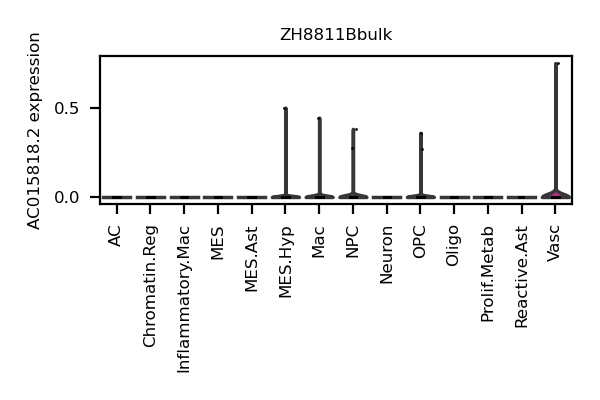 ZH8811Bbulk
AC015818.2 expression
0.5
0.0
AC
Chromatin.Reg
Inflammatory.Mac
MES
MES.Ast
MES.Hyp
Mac
NPC
Neuron
OPC
Oligo
Prolif.Metab
Reactive.Ast
Vasc